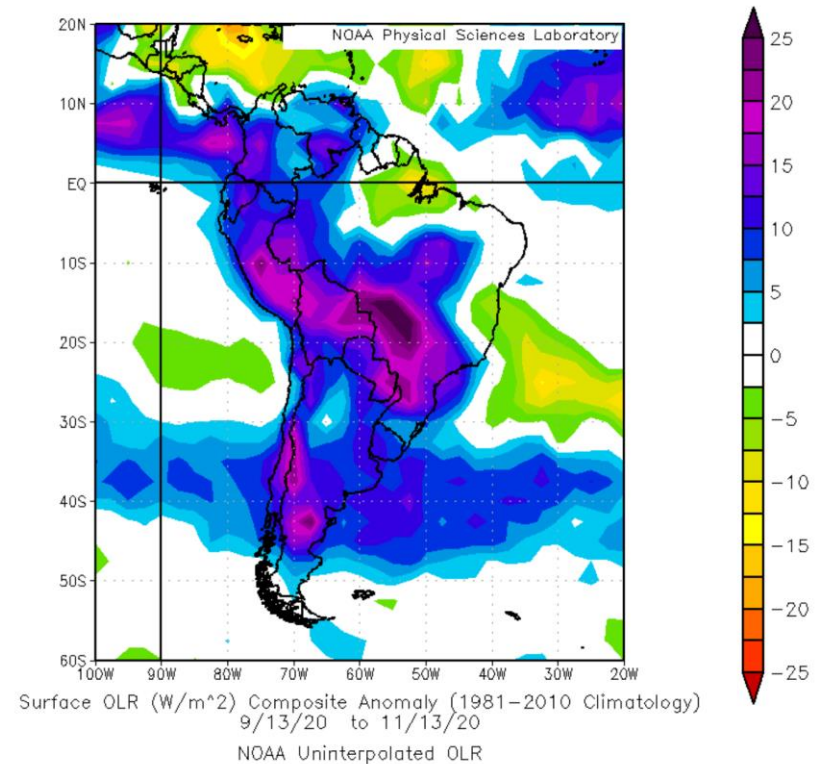 NOAA Physical Sciences Laboratory
20N
10N
EQ
10S
20S
30S
40S
50S
60S
100W 90W 80W 70W 60W 50W 40W 30W 20W
25
20
15
10
5
0
-5
-10
-15
-20
-25
Surface OLR (W/m^2) Composite Anomaly (1981-2010 Climatology)
9/13/20 to 11/13/20
NOAA Uninterpolated OLR